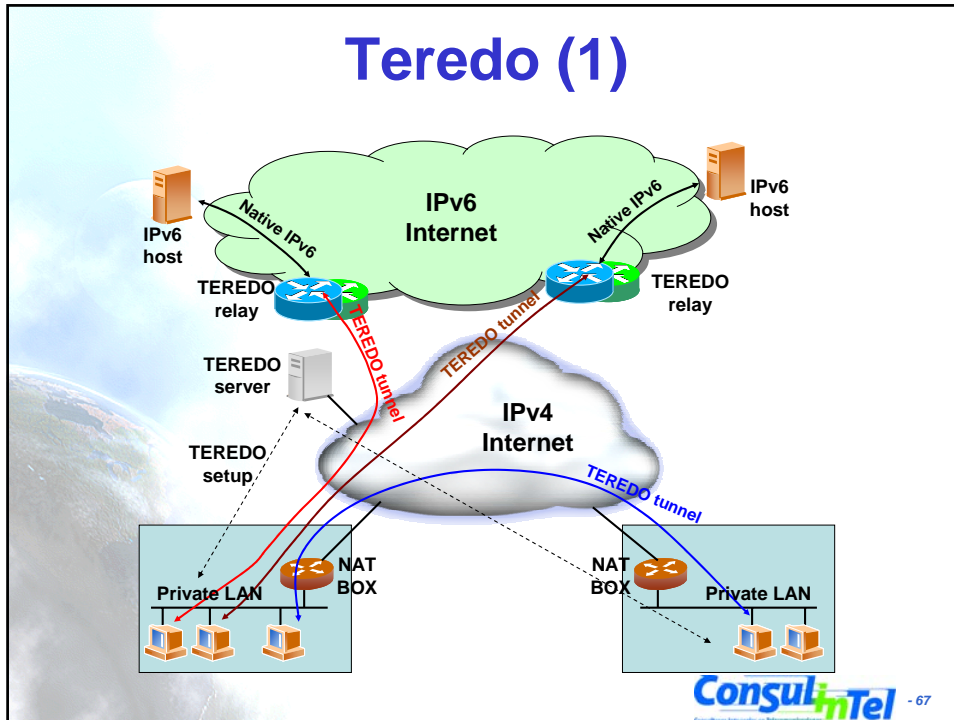 Teredo (1)
IPv6
host
Native IPv6
IPv6
Internet
Native IPv6
IPv6
host
TEREDO
relay
TEREDO
relay
TEREDO tunnel
TEREDO tunnel
TEREDO
server
IPv4
Internet
TEREDO
setup
TEREDO tunnel
NAT
BOX
Private LAN
NAT
BOX
Private LAN
ConsulinTel
- 67